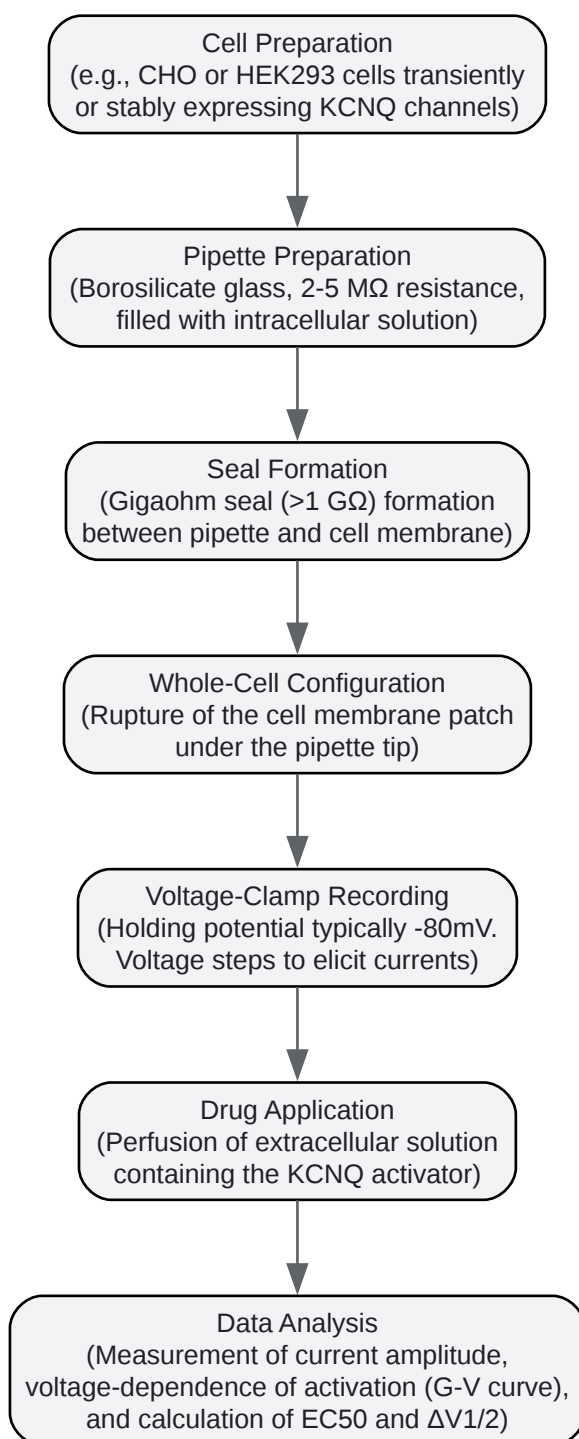 Cell Preparation
(e.g., CHO or HEK293 cells transiently
or stably expressing KCNQ channels)
Pipette Preparation
(Borosilicate glass, 2-5 MΩ resistance,
filled with intracellular solution)
Seal Formation
(Gigaohm seal (>1 GΩ) formation
between pipette and cell membrane)
Whole-Cell Configuration
(Rupture of the cell membrane patch
under the pipette tip)
Voltage-Clamp Recording
(Holding potential typically -80mV.
Voltage steps to elicit currents)
Drug Application
(Perfusion of extracellular solution
containing the KCNQ activator)
Data Analysis
(Measurement of current amplitude,
voltage-dependence of activation (G-V curve),
and calculation of EC50 and ΔV1/2)